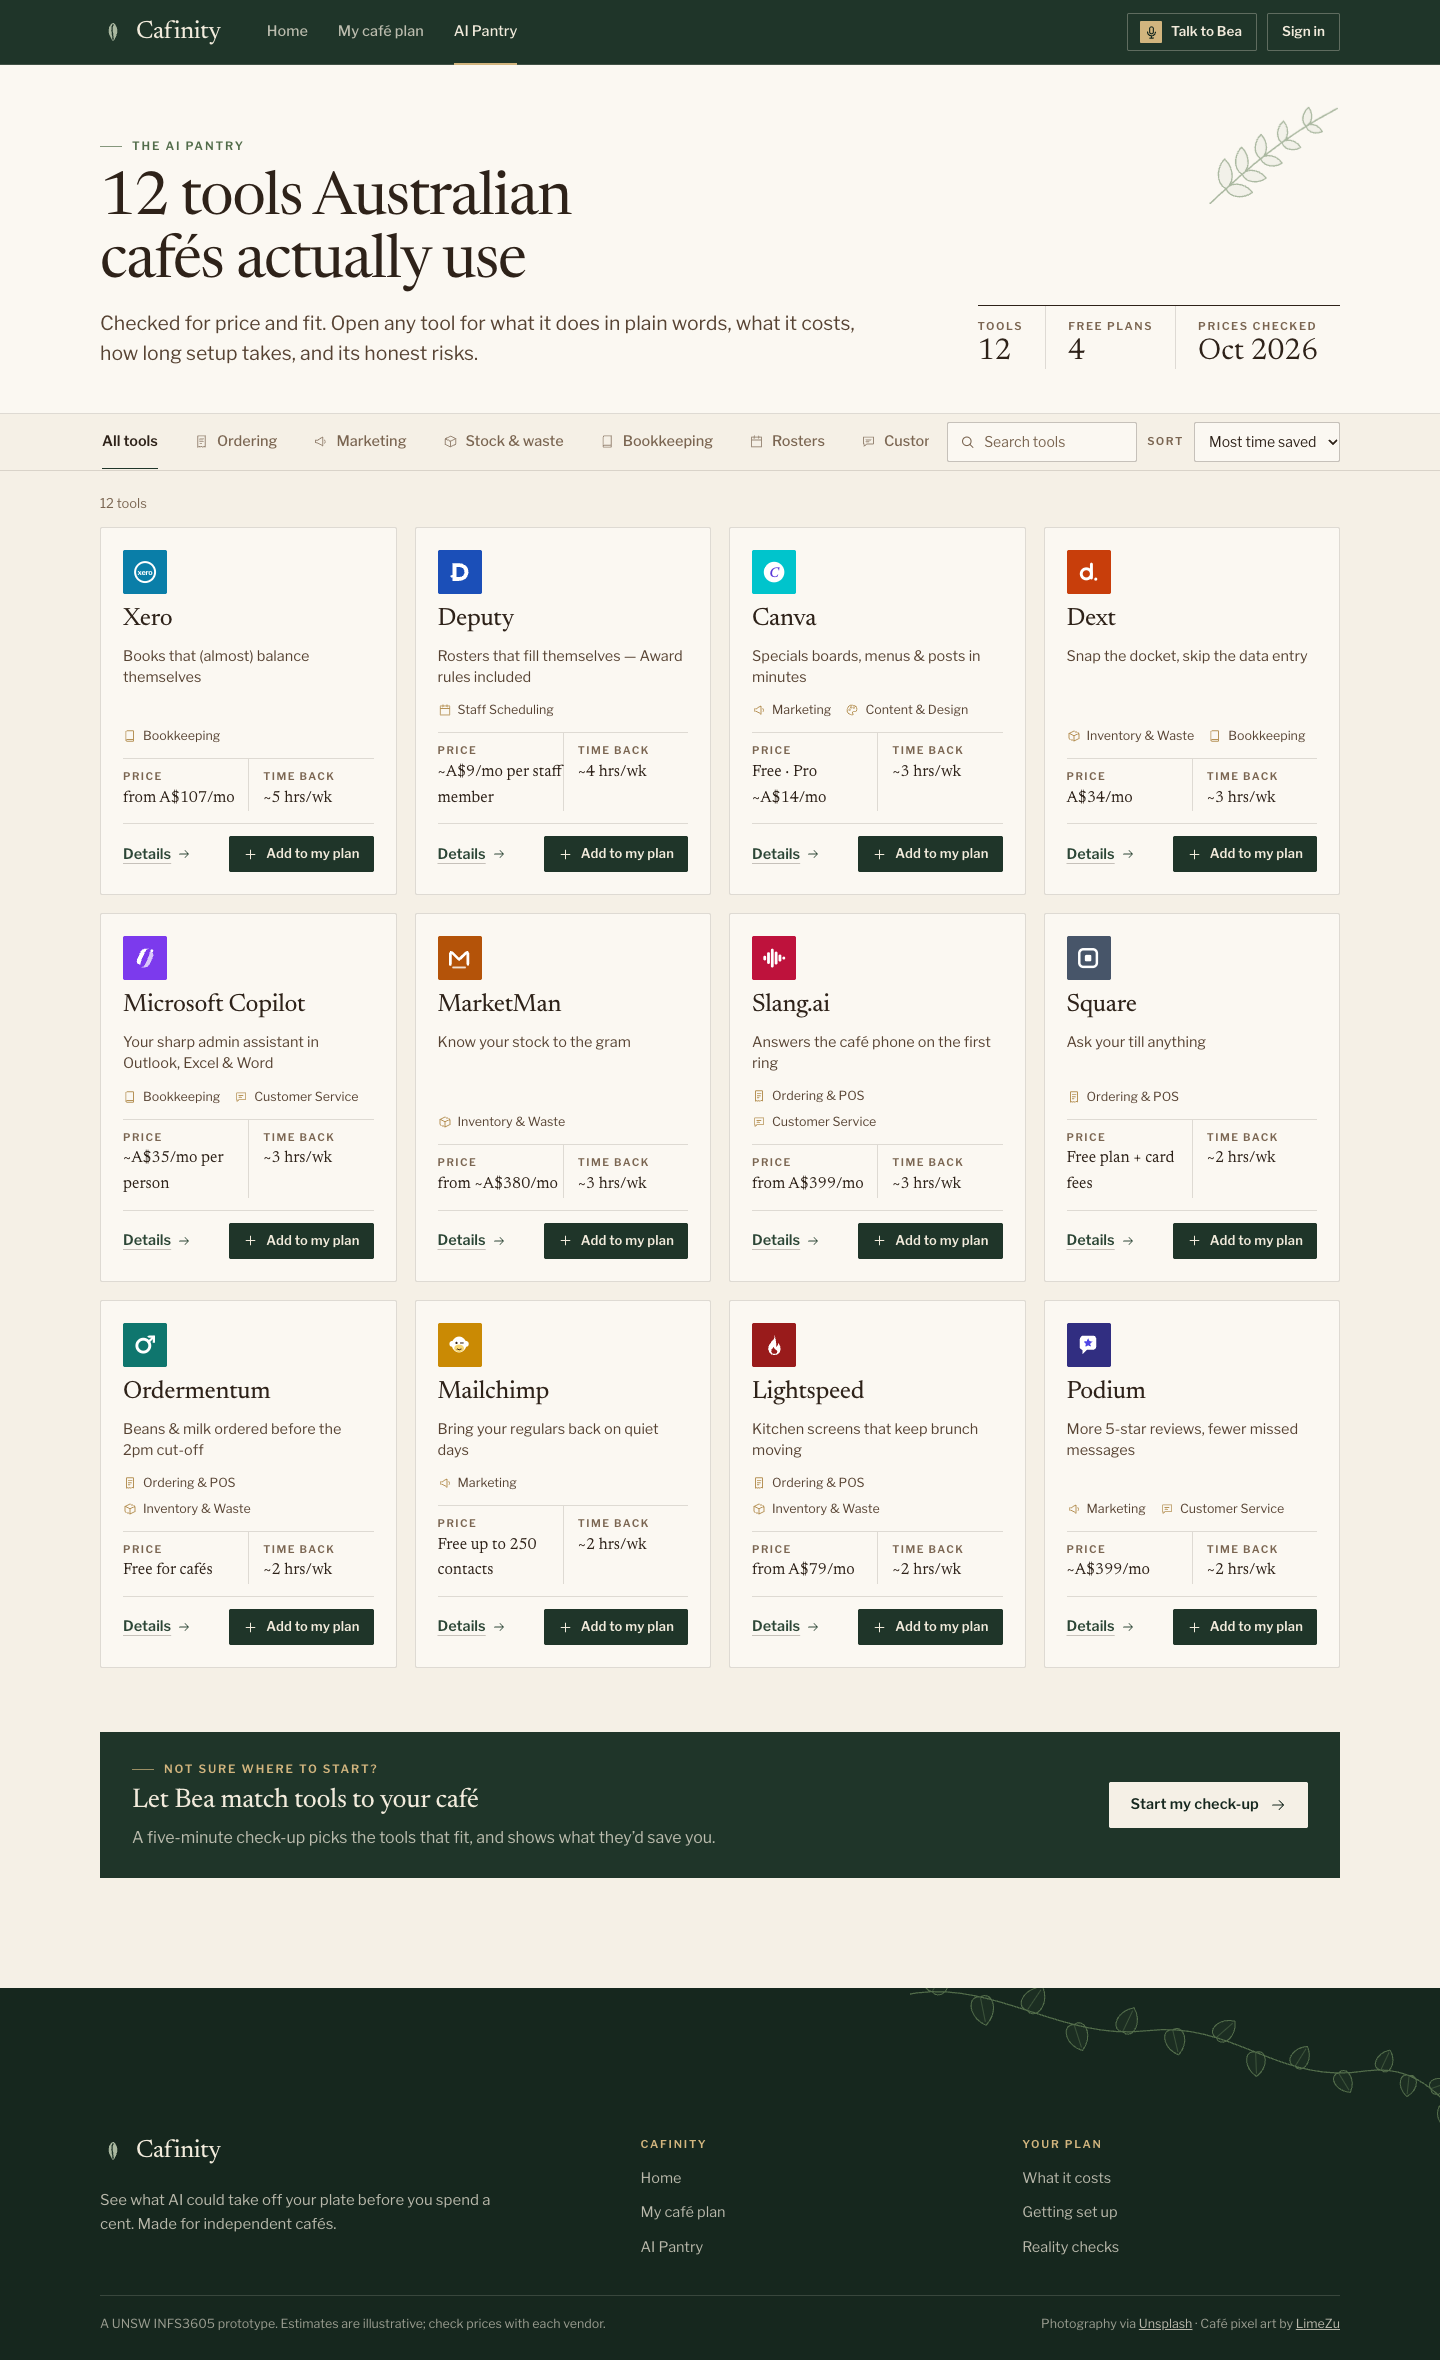 Cafinity
Home
My café plan
AI Pantry
Talk to Bea
Sign in
THE AI PANTRY
12 tools Australian
cafés actually use
Checked for price and fit. Open any tool for what it does in plain words, what it costs,
how long setup takes, and its honest risks.
TOOLS
12
FREE PLANS
4
PRICES CHECKED
Oct 2026
All tools
Ordering
Marketing
Stock & waste
Bookkeeping
Rosters
Custor
Search tools
SORT
Most time saved
12 tools
xero
Xero
Books that (almost) balance
themselves
Bookkeeping
PRICE
from A$107/mo
TIME BACK
~5 hrs/wk
Details
Add to my plan
D
Deputy
Rosters that fill themselves — Award
rules included
Staff Scheduling
PRICE
~A$9/mo per staff
member
TIME BACK
~4 hrs/wk
Details
Add to my plan
C
Canva
Specials boards, menus & posts in
minutes
Marketing
Content & Design
PRICE
Free · Pro
~A$14/mo
TIME BACK
~3 hrs/wk
Details
Add to my plan
d.
Dext
Snap the docket, skip the data entry
Inventory & Waste
Bookkeeping
PRICE
A$34/mo
TIME BACK
~3 hrs/wk
Details
Add to my plan
Microsoft Copilot
Your sharp admin assistant in
Outlook, Excel & Word
Bookkeeping
Customer Service
PRICE
~A$35/mo per
person
TIME BACK
~3 hrs/wk
Details
Add to my plan
MarketMan
Know your stock to the gram
Inventory & Waste
PRICE
from ~A$380/mo
TIME BACK
~3 hrs/wk
Details
Add to my plan
Slang.ai
Answers the café phone on the first
ring
Ordering & POS
Customer Service
PRICE
from A$399/mo
TIME BACK
~3 hrs/wk
Details
Add to my plan
Square
Ask your till anything
Ordering & POS
PRICE
Free plan + card
fees
TIME BACK
~2 hrs/wk
Details
Add to my plan
Ordermentum
Beans & milk ordered before the
2pm cut-off
Ordering & POS
Inventory & Waste
PRICE
Free for cafés
TIME BACK
~2 hrs/wk
Details
Add to my plan
Mailchimp
Bring your regulars back on quiet
days
Marketing
PRICE
Free up to 250
contacts
TIME BACK
~2 hrs/wk
Details
Add to my plan
Lightspeed
Kitchen screens that keep brunch
moving
Ordering & POS
Inventory & Waste
PRICE
from A$79/mo
TIME BACK
~2 hrs/wk
Details
Add to my plan
Podium
More 5-star reviews, fewer missed
messages
Marketing
Customer Service
PRICE
~A$399/mo
TIME BACK
~2 hrs/wk
Details
Add to my plan
NOT SURE WHERE TO START?
Let Bea match tools to your café
A five-minute check-up picks the tools that fit, and shows what they'd save you.
Start my check-up
Cafinity
See what AI could take off your plate before you spend a
cent. Made for independent cafés.
CAFINITY
Home
My café plan
AI Pantry
YOUR PLAN
What it costs
Getting set up
Reality checks
A UNSW INFS3605 prototype. Estimates are illustrative; check prices with each vendor.
Photography via Unsplash · Café pixel art by LimeZu